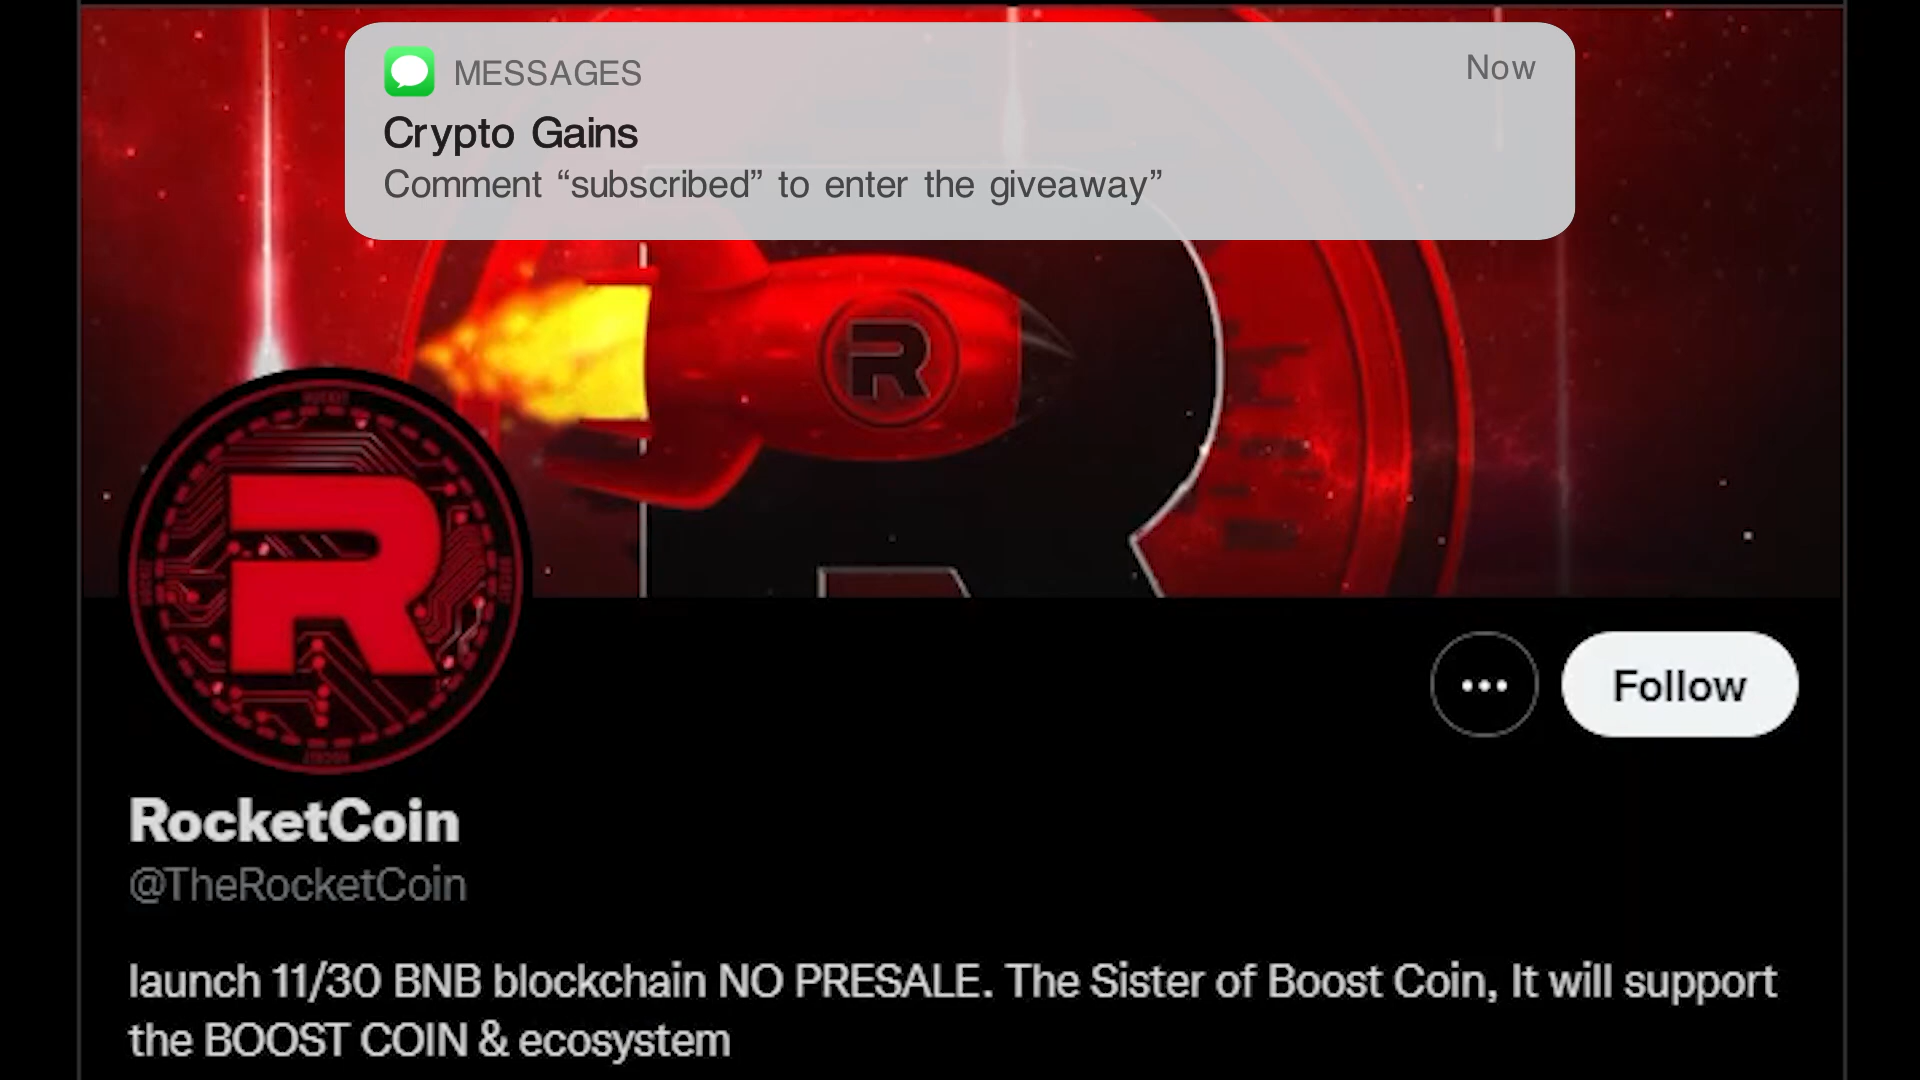 MESSAGES
Now
Crypto Gains
Comment “subscribed” to enter the giveaway”
R
R
Follow
RocketCoin
@TheRocketCoin
launch 11/30 BNB blockchain NO PRESALE. The Sister of Boost Coin, It will support
the BOOST COIN & ecosystem